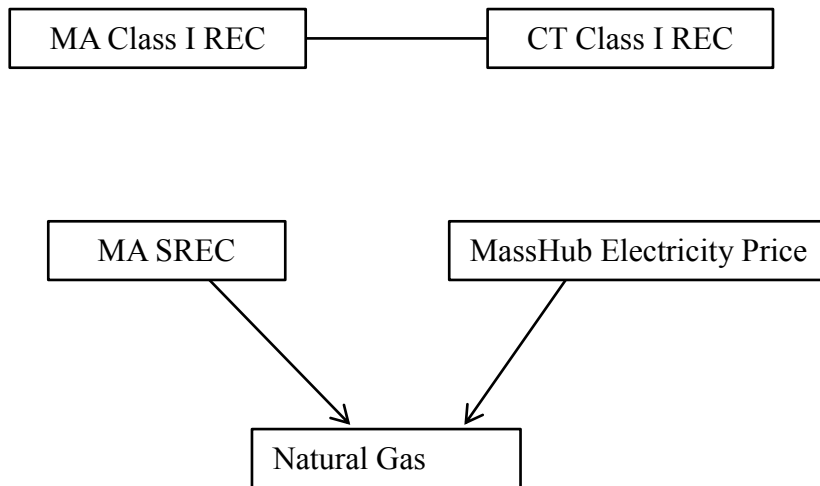 MA Class I REC
CT Class I REC
MA SREC
MassHub Electricity Price
Natural Gas